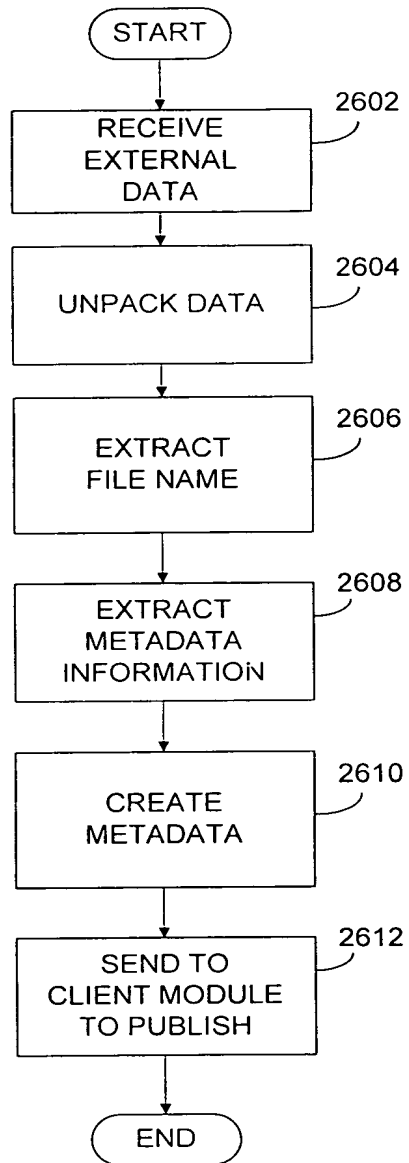 START
2602
RECEIVE
EXTERNAL
DATA
2604
UNPACK DATA
2606
EXTRACT
FILE NAME
2608
EXTRACT
METADATA
INFORMATION
2610
CREATE
METADATA
2612
SEND TO
CLIENT MODULE
TO PUBLISH
END